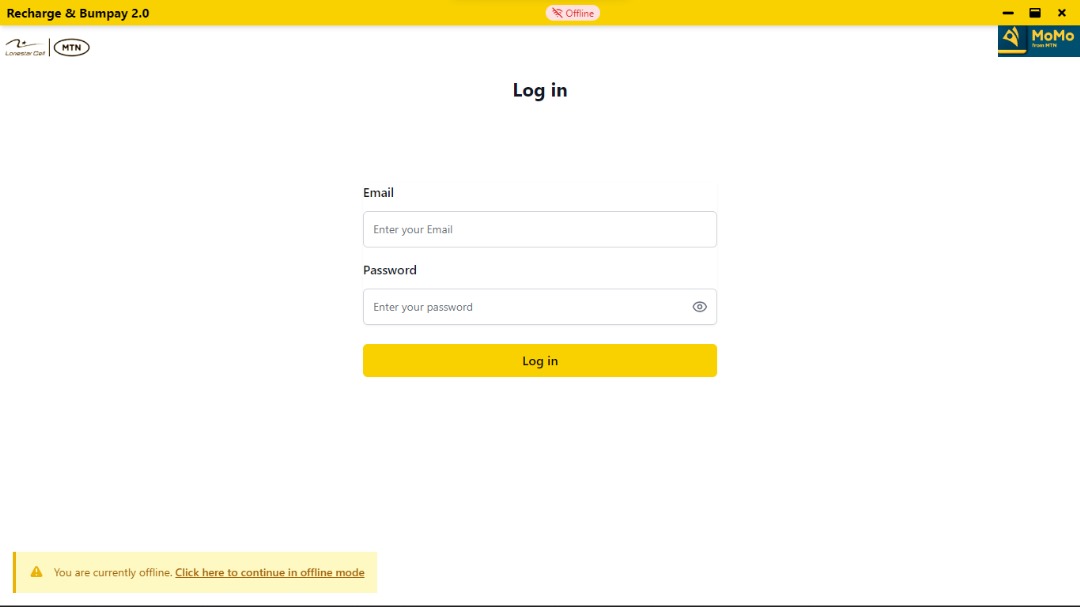 Recharge & Bumpay 2.0
Offline
Lonestar Cell
MTN
MoMo
from MTN
Log in
Email
Enter your Email
Password
Enter your password
Log in
You are currently offline. Click here to continue in offline mode